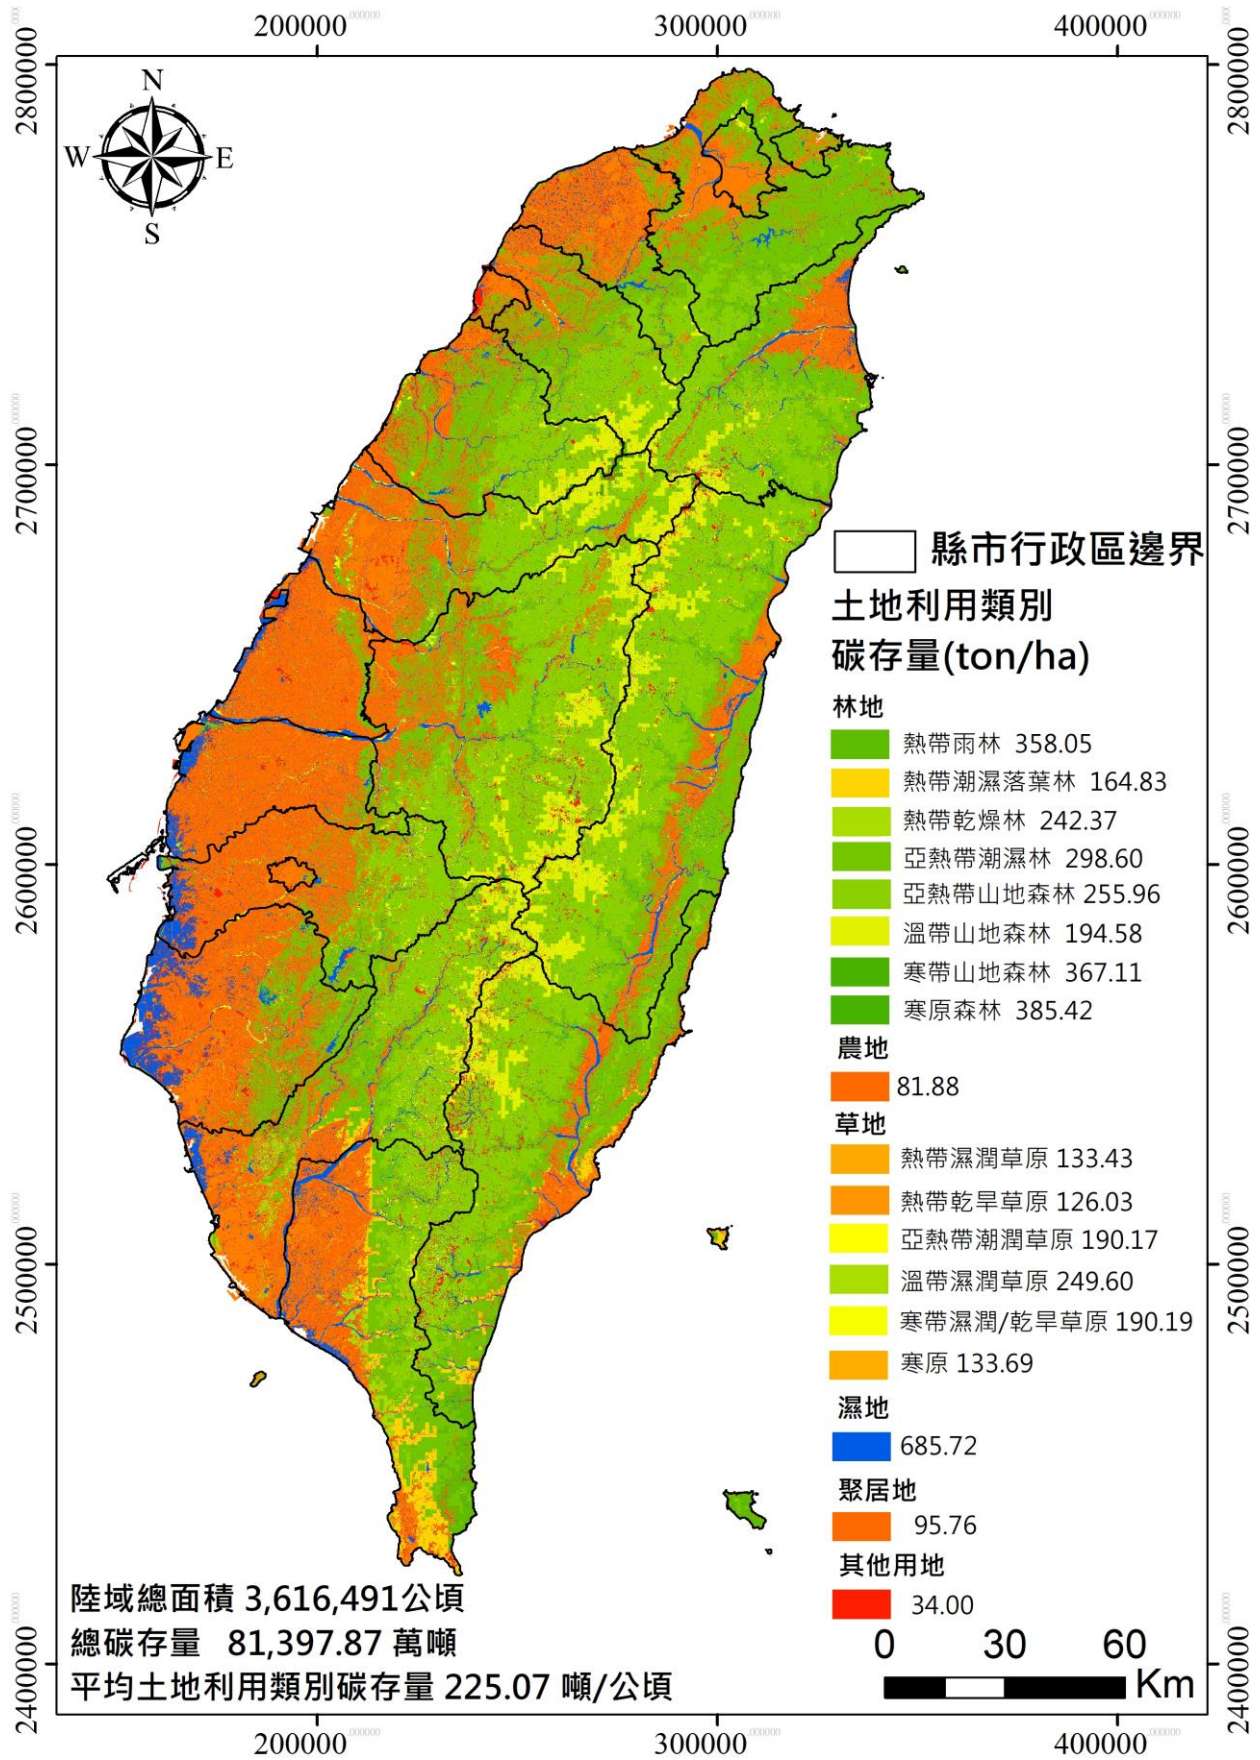 200000 300000 400000
2800000 2800000
N
W E
S
2700000 2700000
縣市行政區邊界
土地利用類別
碳存量(ton/ha)
林地
熱帶雨林 358.05
熱帶潮濕落葉林 164.83
熱帶乾燥林 242.37
亞熱帶潮濕林 298.60
2600000 2600000
亞熱帶山地森林 255.96
溫帶山地森林 194.58
寒帶山地森林 367.11
寒原森林 385.42
農地
81.88
草地
熱帶濕潤草原 133.43
熱帶乾旱草原 126.03
亞熱帶潮潤草原 190.17
2500000 2500000
溫帶濕潤草原 249.60
寒帶濕潤/乾旱草原 190.19
寒原 133.69
濕地
685.72
聚居地
95.76
其他用地
34.00
陸域總面積 3,616,491公頃
總碳存量 81,397.87 萬噸
平均土地利用類別碳存量 225.07 噸/公頃
0 30 60
Km
2400000 2400000
200000 300000 400000